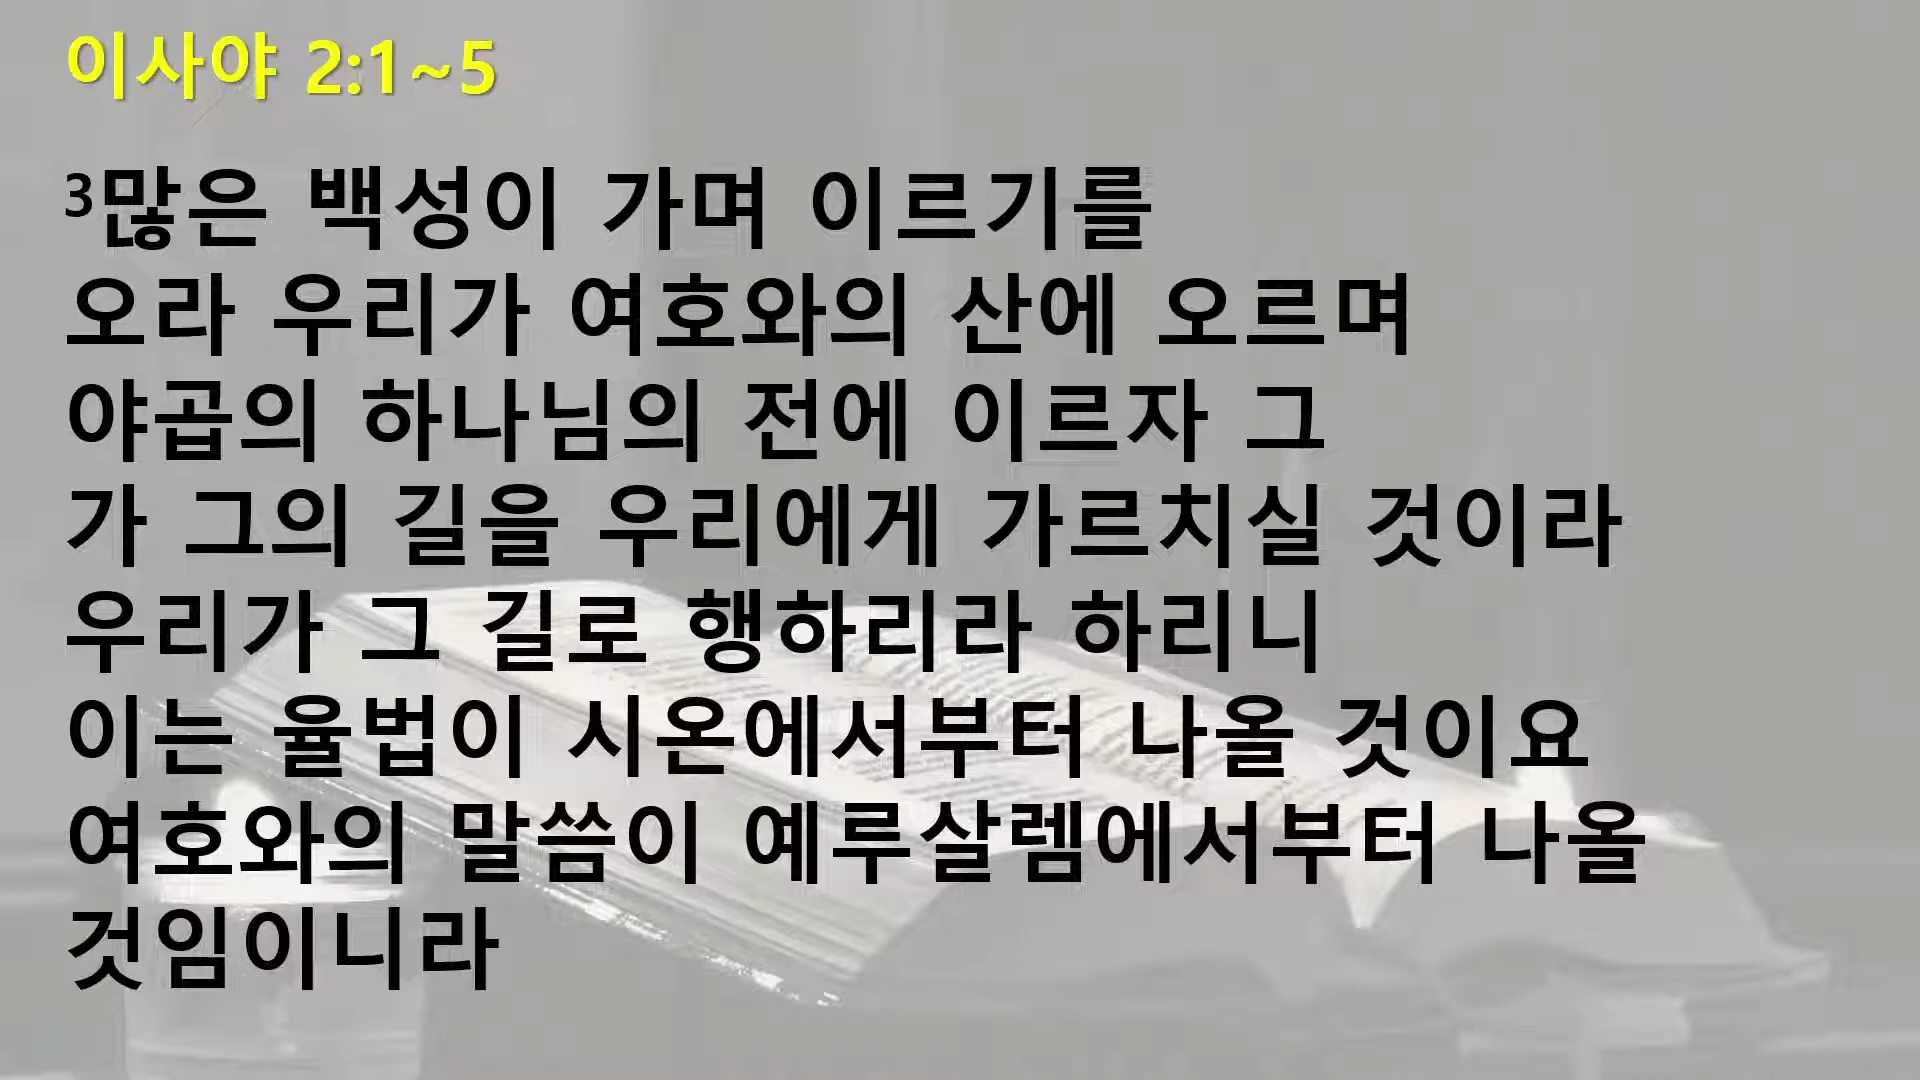 이사야 2:1~5
3많은 백성이 가며 이르기를
오라 우리가 여호와의 산에 오르며
야곱의 하나님의 전에 이르자 그
가 그의 길을 우리에게 가르치실 것이라
우리가 그 길로 행하리라 하리니
이는 율법이 시온에서부터 나올 것이요
여호와의 말씀이 예루살렘에서부터 나올
것임이니라